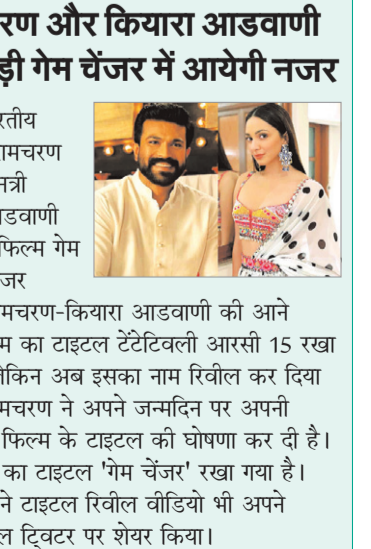 रण और कियारा आडवाणी
ड़ी गेम चेंजर में आयेगी नजर
रतीय
ामचरण
नेत्री
ाडवाणी
फिल्म गेम
जर
मचरण-कियारा आडवाणी की आने
म का टाइटल टेंटेटिवली आरसी 15 रखा
ेकिन अब इसका नाम रिवील कर दिया
मचरण ने अपने जन्मदिन पर अपनी
फिल्म के टाइटल की घोषणा कर दी है।
का टाइटल 'गेम चेंजर' रखा गया है।
ने टाइटल रिवील वीडियो भी अपने
ल ट्विटर पर शेयर किया।